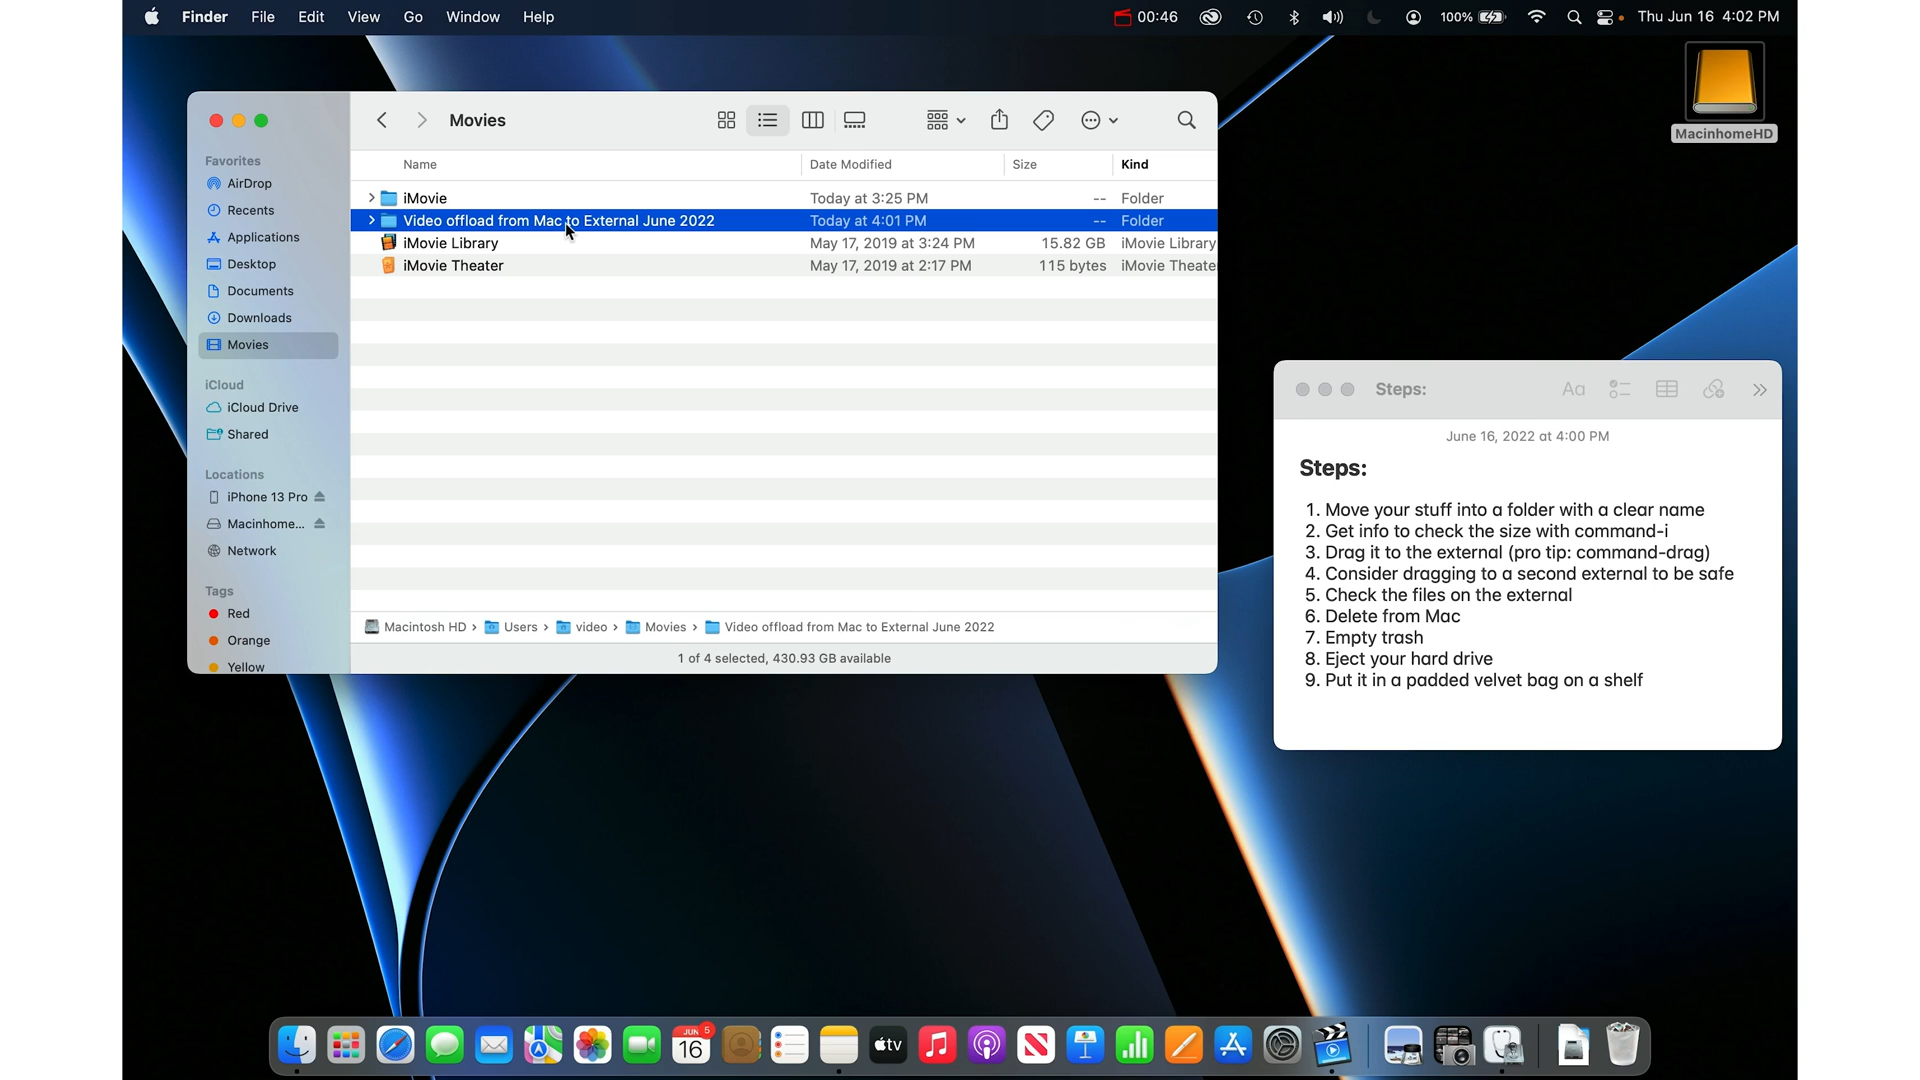 Finder File Edit View Go Window Help 00:46 100% Thu Jun 16 4:02 PM
MacinhomeHD
Movies
Favorites
AirDrop
Recents
Applications
Desktop
Documents
Downloads
Movies
iCloud
iCloud Drive
Shared
Locations
iPhone 13 Pro
Macinhome...
Network
Tags
Red
Orange
Yellow
Name Date Modified Size Kind
iMovie Today at 3:25 PM -- Folder
Video offload from Mac to External June 2022 Today at 4:01 PM -- Folder
iMovie Library May 17, 2019 at 3:24 PM 15.82 GB iMovie Library
iMovie Theater May 17, 2019 at 2:17 PM 115 bytes iMovie Theate
Macintosh HD › Users › video › Movies › Video offload from Mac to External June 2022
1 of 4 selected, 430.93 GB available
Steps:
Aa
June 16, 2022 at 4:00 PM
Steps:
1. Move your stuff into a folder with a clear name
2. Get info to check the size with command-i
3. Drag it to the external (pro tip: command-drag)
4. Consider dragging to a second external to be safe
5. Check the files on the external
6. Delete from Mac
7. Empty trash
8. Eject your hard drive
9. Put it in a padded velvet bag on a shelf
JUN 5
16
tv